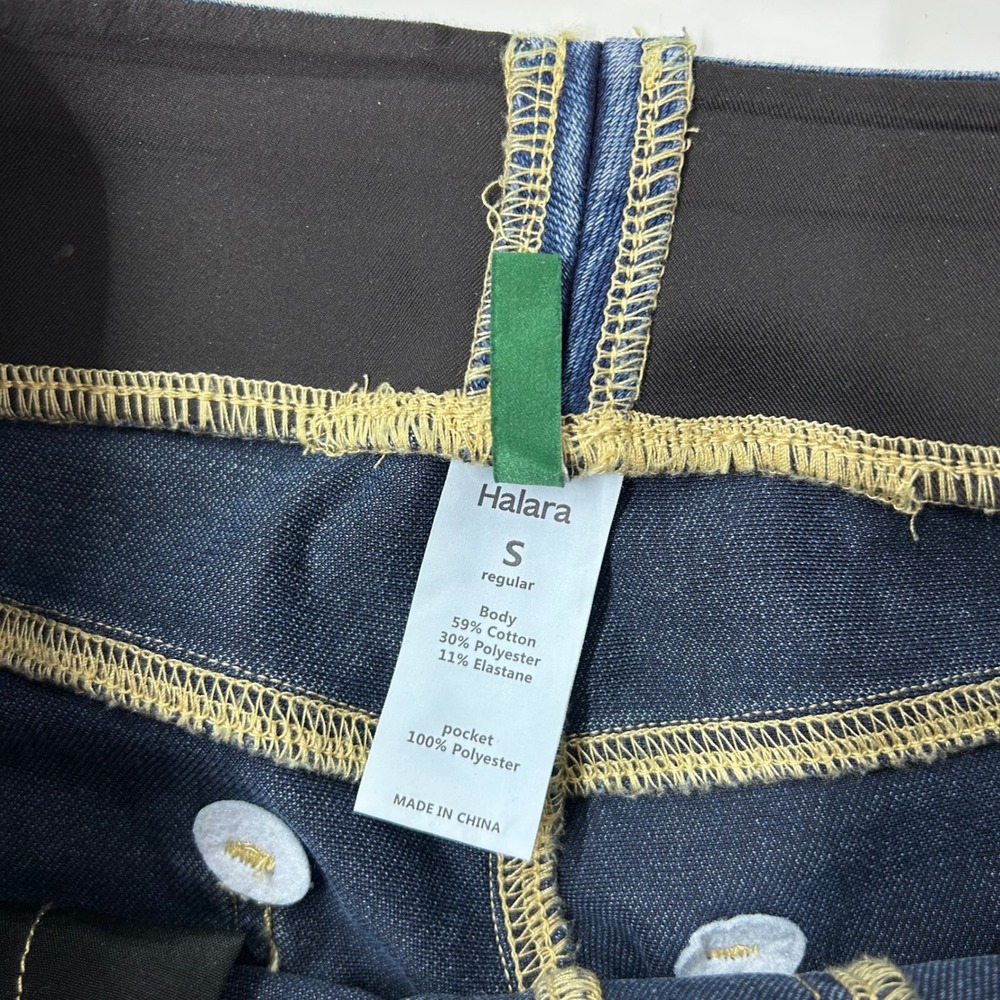 Halara
S
regular
Body
59% Cotton
30% Polyester
11% Elastane
pocket
100% Polyester
MADE IN CHINA